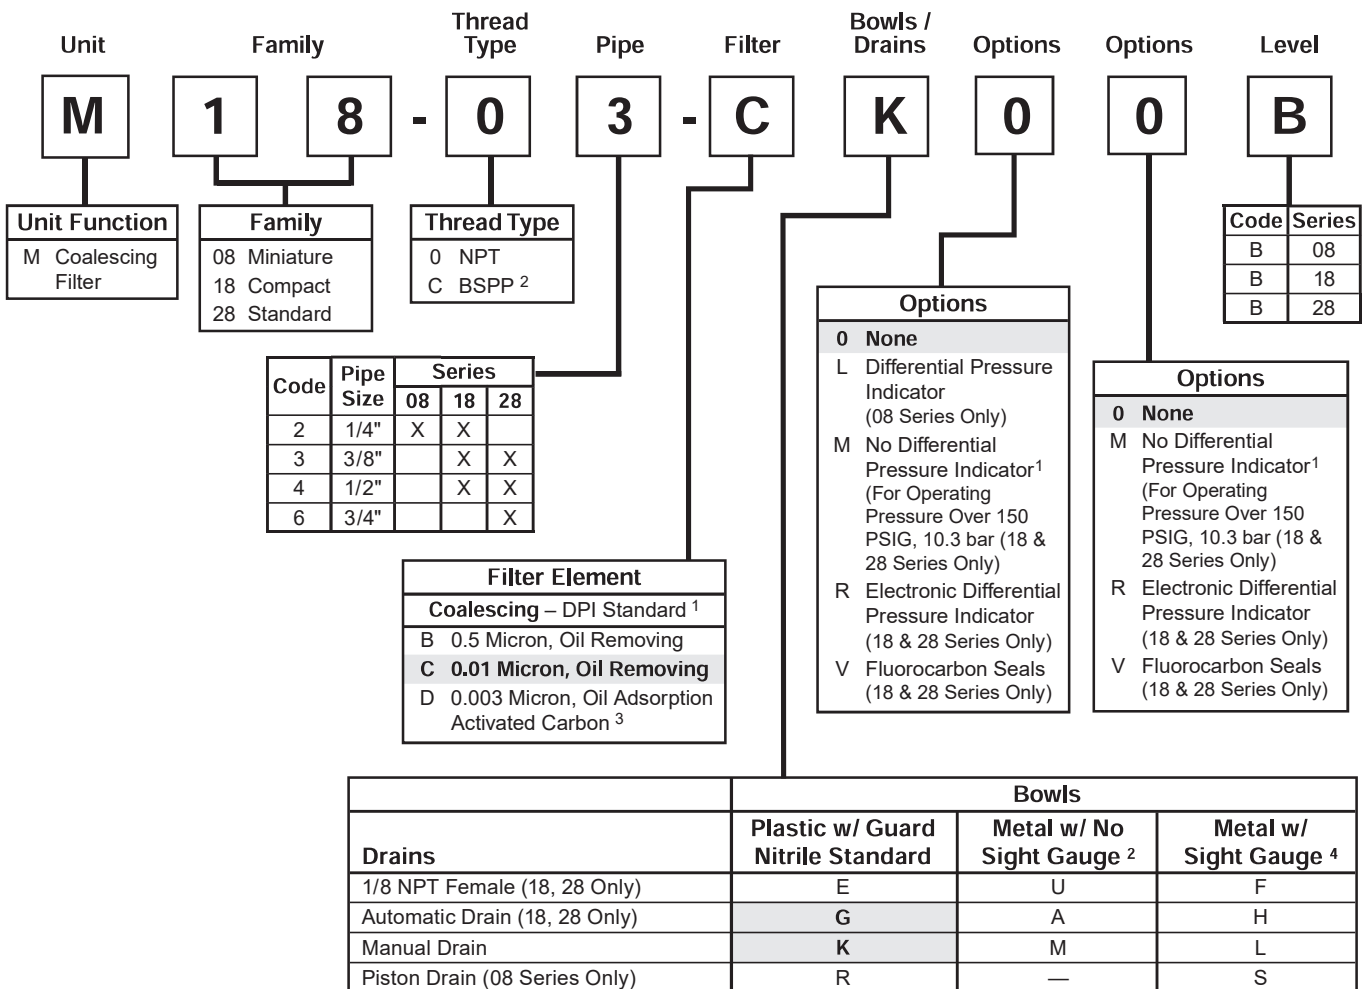 Unit Family Thread Type Pipe Filter Bowls / Drains Options Options Level
M 1 8 - 0 3 - C K 0 0 B
Unit Function
M Coalescing
Filter
Family
08 Miniature
18 Compact
28 Standard
Thread Type
0 NPT
C BSPP 2
Code Series
B 08
B 18
B 28
Code Pipe Size Series
08 18 28
2 1/4" X X
3 3/8" X X
4 1/2" X X
6 3/4" X
Options
0 None
L Differential Pressure
Indicator
(08 Series Only)
M No Differential
Pressure Indicator1
(For Operating
Pressure Over 150
PSIG, 10.3 bar (18 &
28 Series Only)
R Electronic Differential
Pressure Indicator
(18 & 28 Series Only)
V Fluorocarbon Seals
(18 & 28 Series Only)
Options
0 None
M No Differential
Pressure Indicator1
(For Operating
Pressure Over 150
PSIG, 10.3 bar (18 &
28 Series Only)
R Electronic Differential
Pressure Indicator
(18 & 28 Series Only)
V Fluorocarbon Seals
(18 & 28 Series Only)
Filter Element
Coalescing – DPI Standard 1
B 0.5 Micron, Oil Removing
C 0.01 Micron, Oil Removing
D 0.003 Micron, Oil Adsorption
Activated Carbon 3
Bowls
Drains Plastic w/ Guard Nitrile Standard Metal w/ No Sight Gauge 2 Metal w/ Sight Gauge 4
1/8 NPT Female (18, 28 Only) E U F
Automatic Drain (18, 28 Only) G A H
Manual Drain K M L
Piston Drain (08 Series Only) R — S